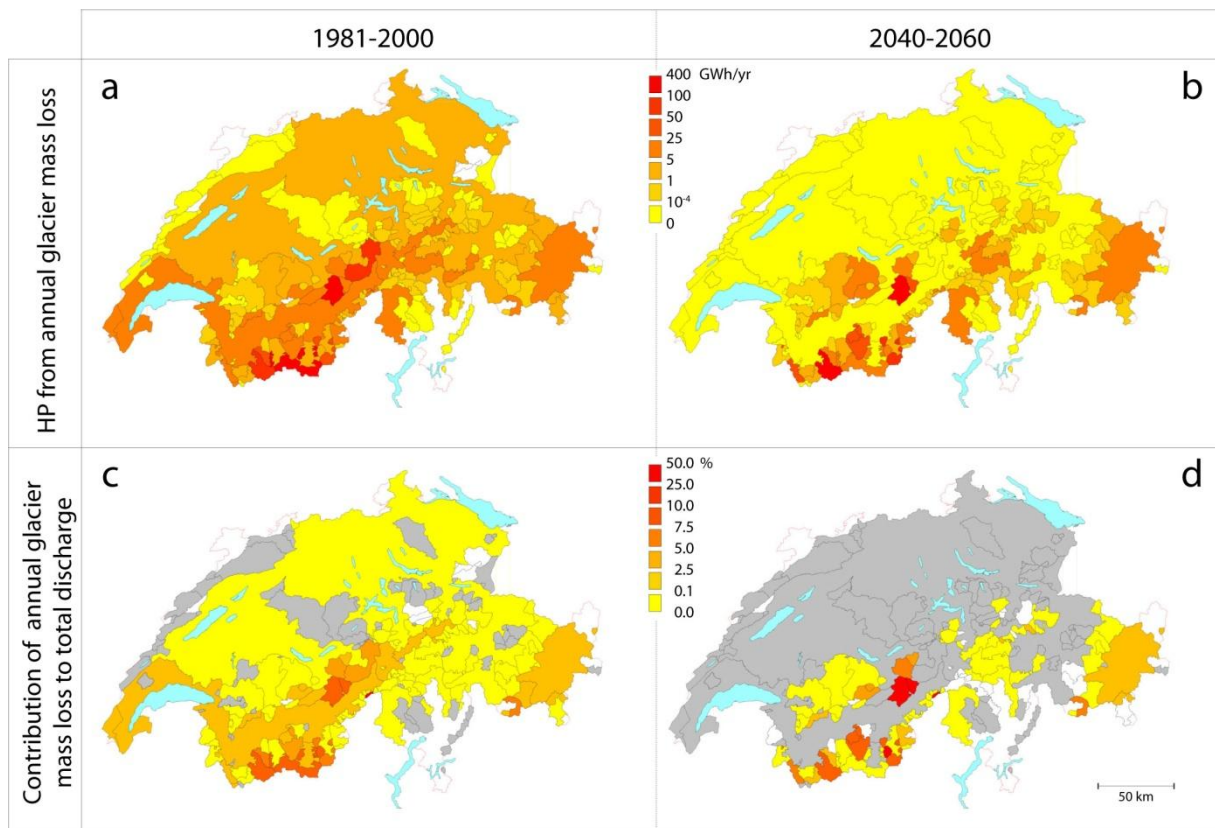 1981-2000
2040-2060
HP from annual glacier mass loss
a
400 GWh/yr
100
50
25
5
1
10⁻⁴
0
b
Contribution of annual glacier
mass loss to total discharge
c
50.0 %
25.0
10.0
7.5
5.0
2.5
0.1
0.0
d
50 km